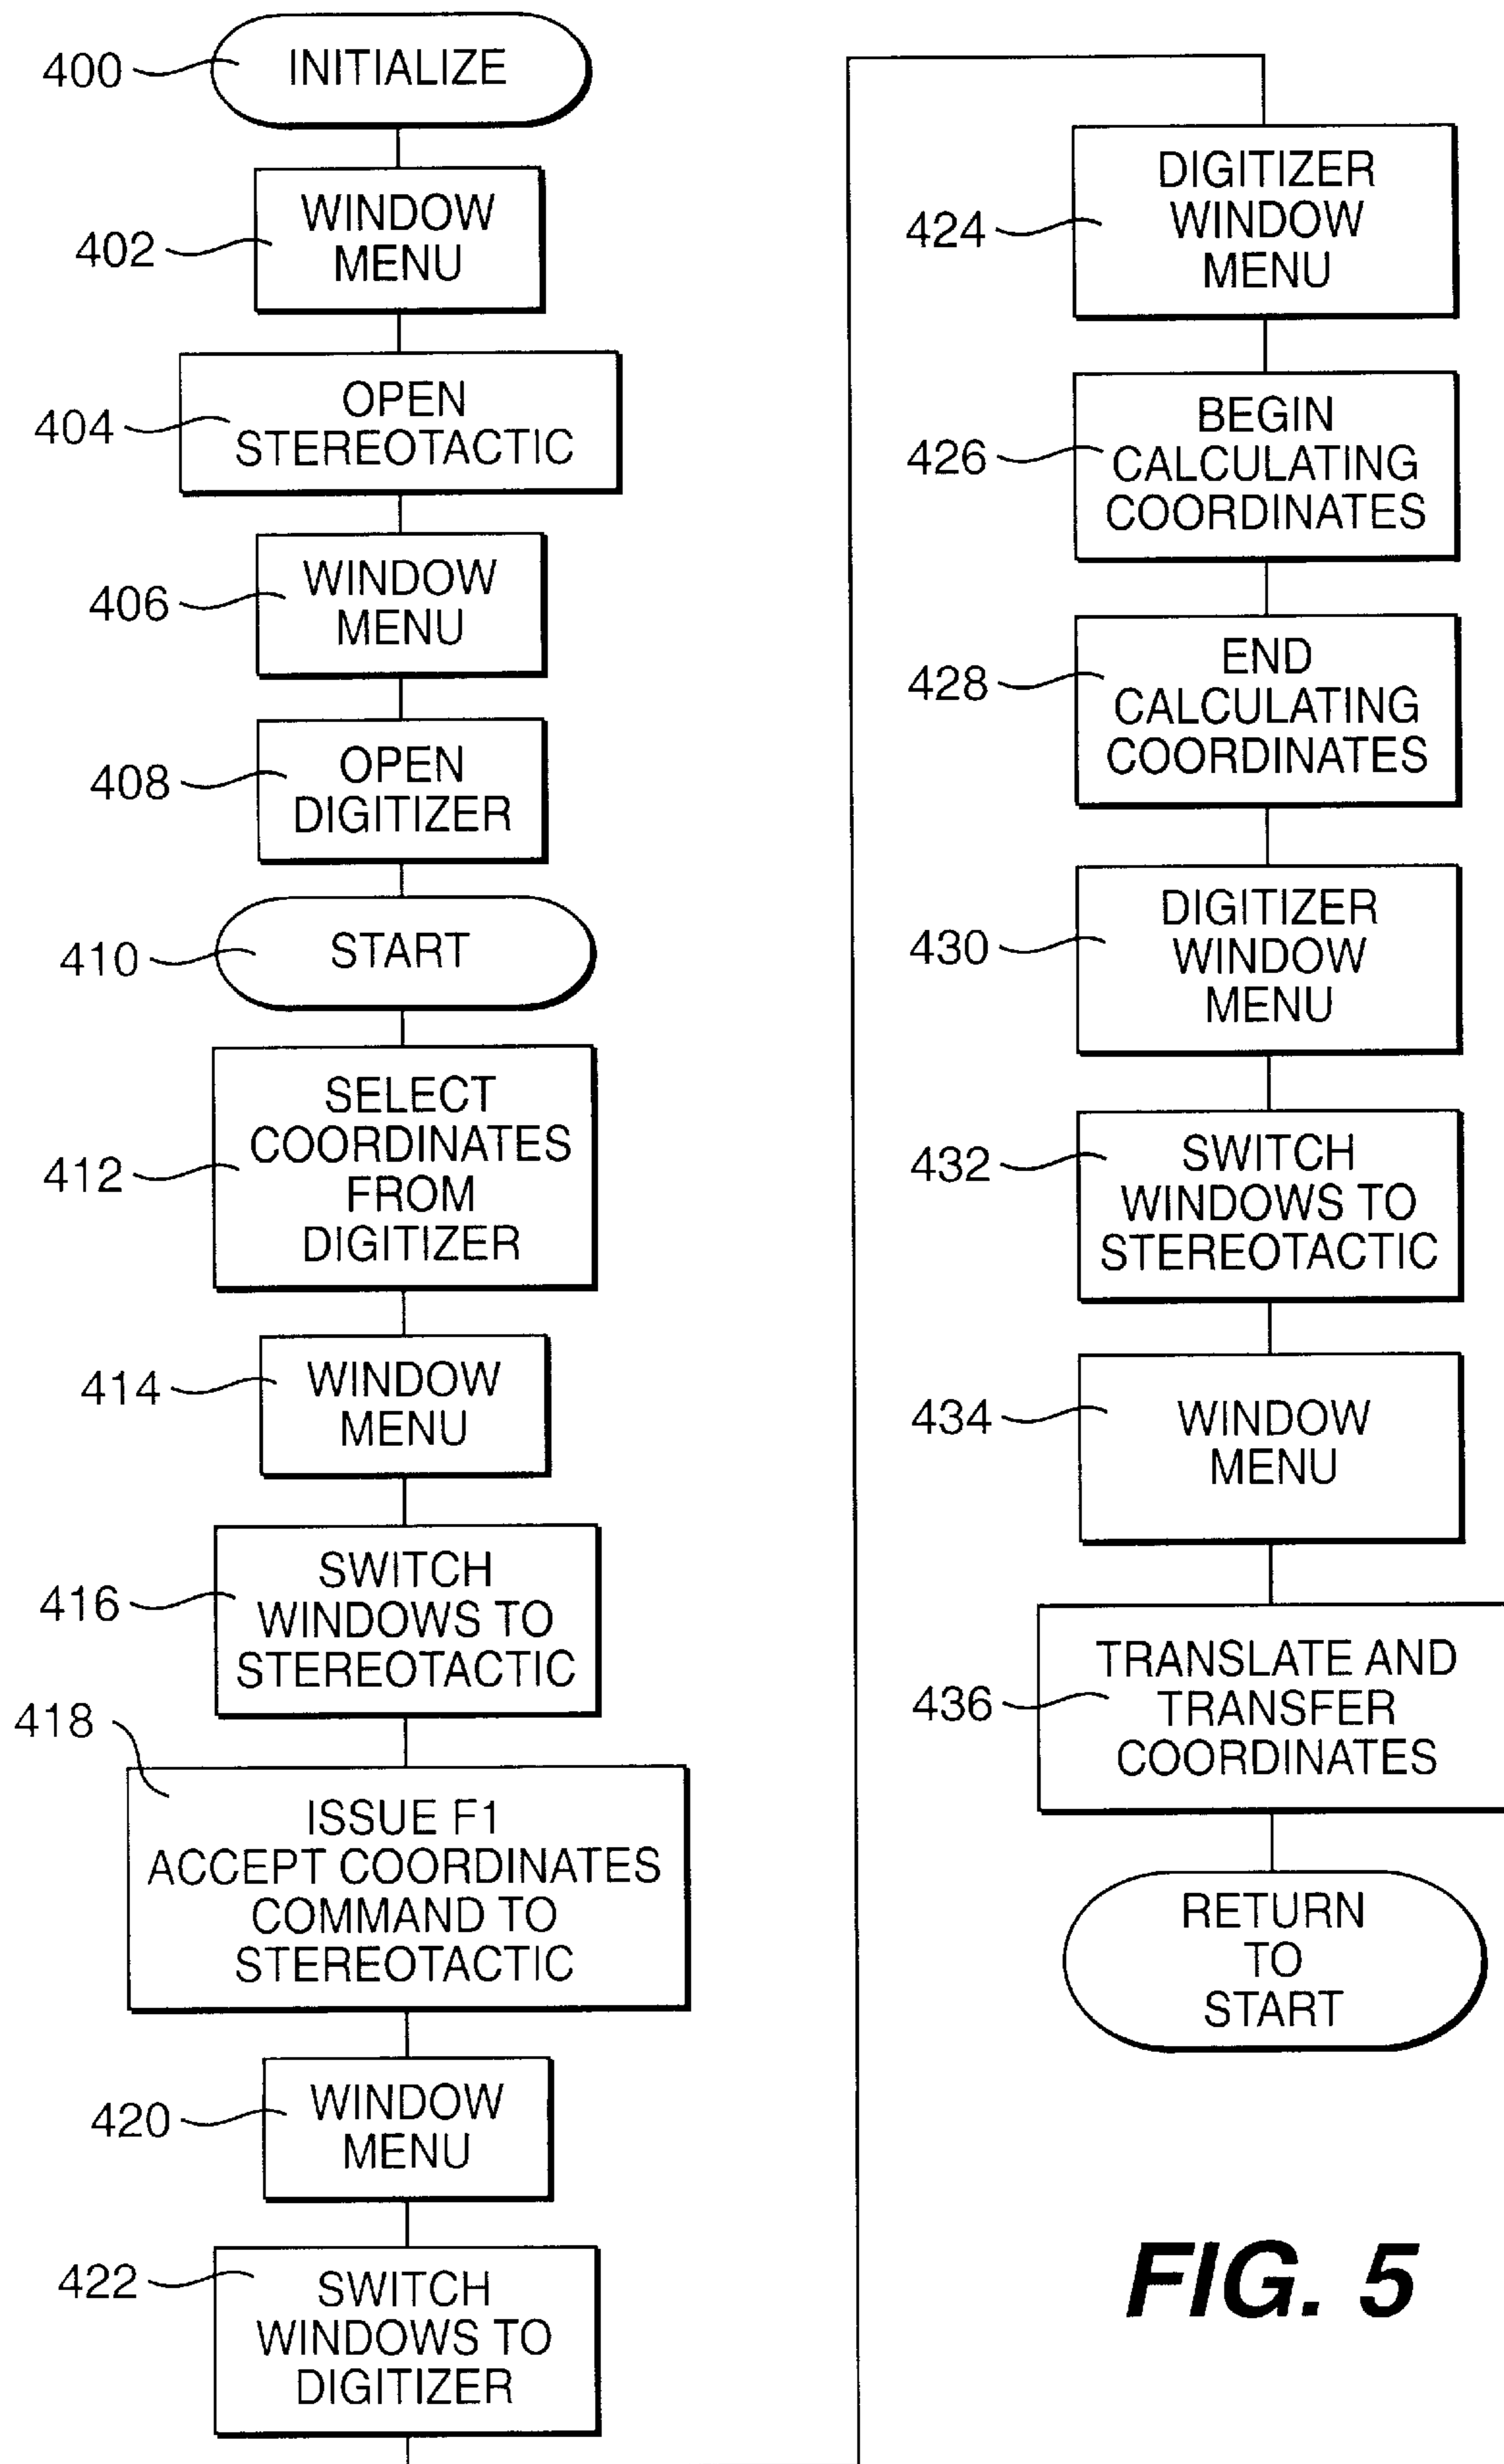 400
INITIALIZE
402
WINDOW
MENU
404
OPEN
STEREOTACTIC
406
WINDOW
MENU
408
OPEN
DIGITIZER
410
START
412
SELECT
COORDINATES
FROM
DIGITIZER
414
WINDOW
MENU
416
SWITCH
WINDOWS TO
STEREOTACTIC
418
ISSUE F1
ACCEPT COORDINATES
COMMAND TO
STEREOTACTIC
420
WINDOW
MENU
422
SWITCH
WINDOWS TO
DIGITIZER
424
DIGITIZER
WINDOW
MENU
426
BEGIN
CALCULATING
COORDINATES
428
END
CALCULATING
COORDINATES
430
DIGITIZER
WINDOW
MENU
432
SWITCH
WINDOWS TO
STEREOTACTIC
434
WINDOW
MENU
436
TRANSLATE AND
TRANSFER
COORDINATES
RETURN
TO
START
FIG. 5